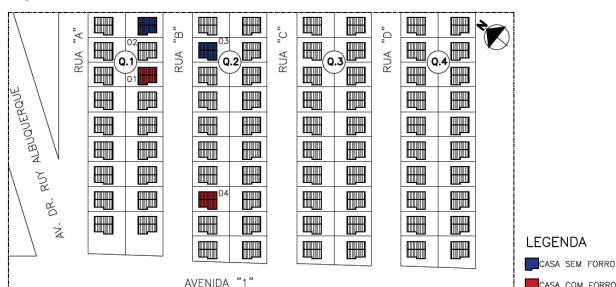 RUA "A"
RUA "B"
RUA "C"
RUA "D"
N
02
03
Q.1
Q.2
Q.3
Q.4
01
AV. DR. RUY ALBUQUERQUE
04
AVENIDA "1"
LEGENDA
CASA SEM FORRO
CASA COM FORRO